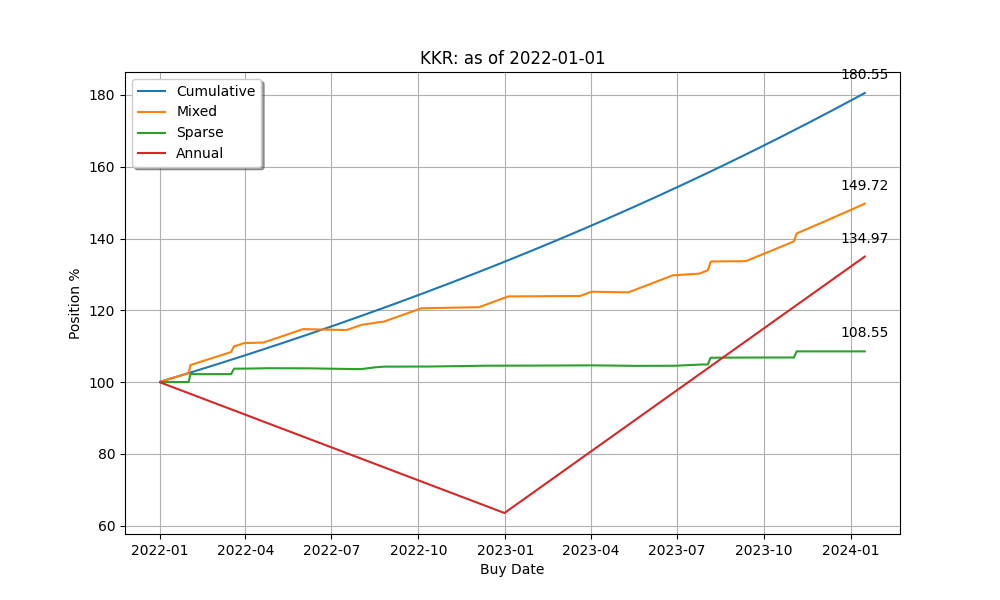 KKR: as of 2022-01-01
180.55
180
Cumulative
Mixed
Sparse
Annual
160
149.72
140
134.97
120
108.55
100
80
60
Position %
2022-01 2022-04 2022-07 2022-10 2023-01 2023-04 2023-07 2023-10 2024-01
Buy Date